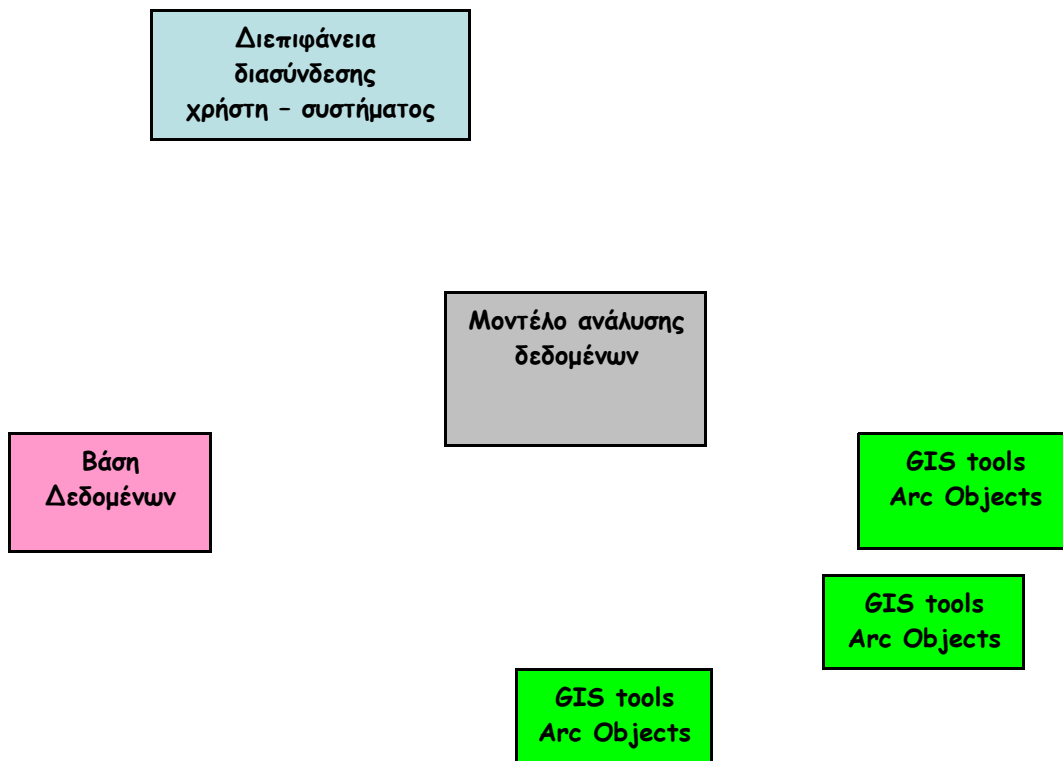 Διεπιφάνεια
διασύνδεσης
χρήστη – συστήματος
Μοντέλο ανάλυσης
δεδομένων
Βάση
Δεδομένων
GIS tools
Arc Objects
GIS tools
Arc Objects
GIS tools
Arc Objects